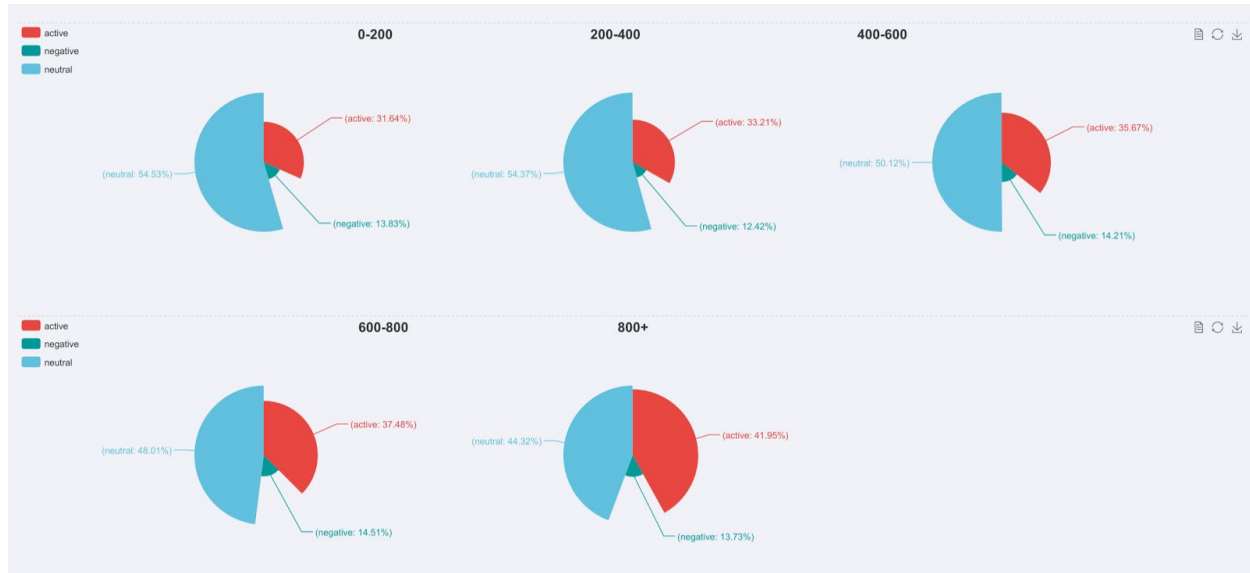 active
negative
neutral
0-200
200-400
400-600
(active: 31.64%)
(neutral: 54.53%)
(negative: 13.83%)
(active: 33.21%)
(neutral: 54.37%)
(negative: 12.42%)
(active: 35.67%)
(neutral: 50.12%)
(negative: 14.21%)
active
negative
neutral
600-800
800+
(active: 37.48%)
(neutral: 48.01%)
(negative: 14.51%)
(active: 41.95%)
(neutral: 44.32%)
(negative: 13.73%)